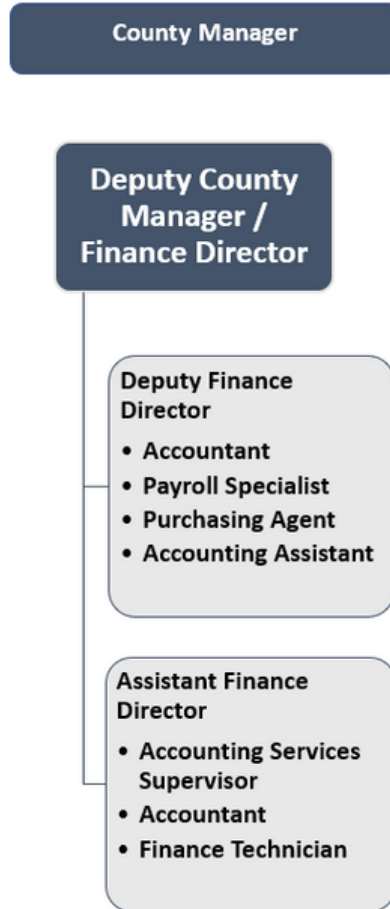 County Manager
Deputy County
Manager /
Finance Director
Deputy Finance
Director
• Accountant
• Payroll Specialist
• Purchasing Agent
• Accounting Assistant
Assistant Finance
Director
• Accounting Services
Supervisor
• Accountant
• Finance Technician